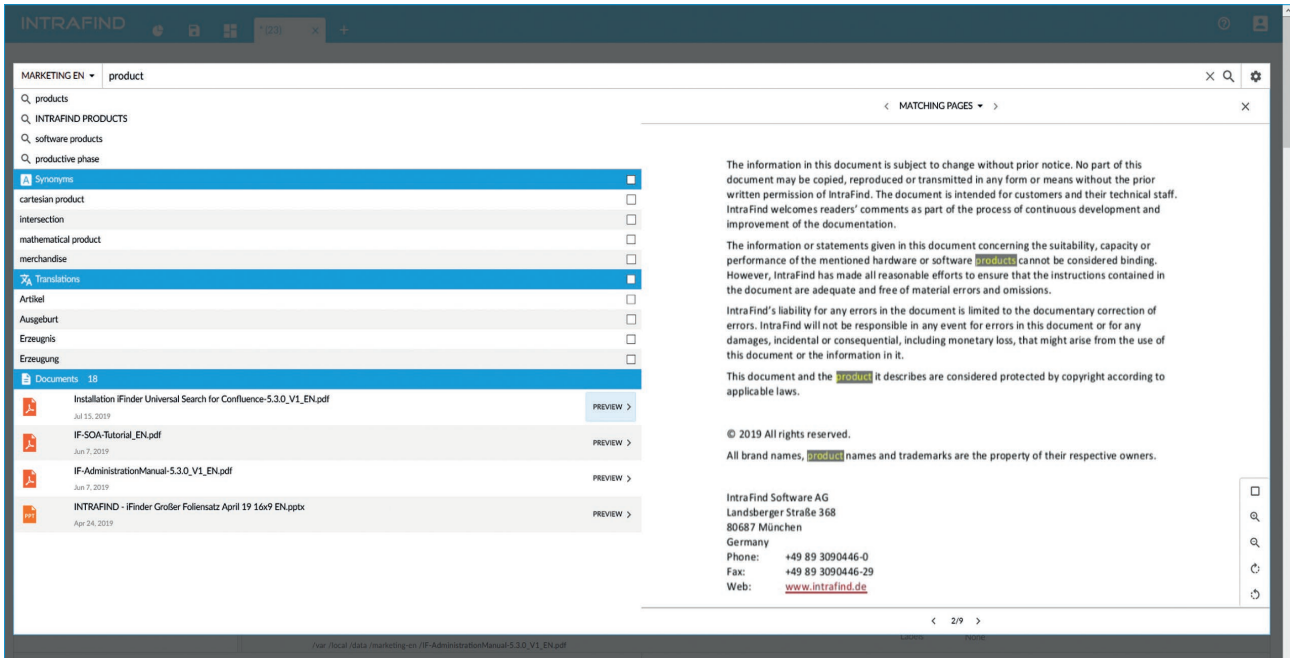 INTRAFIND
* (33)
MARKETING EN
product
products
INTRAFIND PRODUCTS
software products
productive phase
Synonyms
cartesian product
intersection
mathematical product
merchandise
Translations
Artikel
Ausgeburt
Erzeugnis
Erzeugung
Documents 18
Installation iFinder Universal Search for Confluence-5.3.0_V1_EN.pdf
Jul 15, 2019
PREVIEW
IF-SOA-Tutorial_EN.pdf
Jun 7, 2019
PREVIEW
IF-AdministrationManual-5.3.0_V1_EN.pdf
Jun 7, 2019
PREVIEW
PPT
INTRAFIND - iFinder Großer Foliensatz April 19 16x9 EN.pptx
Apr 24, 2019
PREVIEW
MATCHING PAGES
The information in this document is subject to change without prior notice. No part of this
document may be copied, reproduced or transmitted in any form or means without the prior
written permission of IntraFind. The document is intended for customers and their technical staff.
IntraFind welcomes readers' comments as part of the process of continuous development and
improvement of the documentation.
The information or statements given in this document concerning the suitability, capacity or
performance of the mentioned hardware or software products cannot be considered binding.
However, IntraFind has made all reasonable efforts to ensure that the instructions contained in
the document are adequate and free of material errors and omissions.
IntraFind's liability for any errors in the document is limited to the documentary correction of
errors. IntraFind will not be responsible in any event for errors in this document or for any
damages, incidental or consequential, including monetary loss, that might arise from the use of
this document or the information in it.
This document and the product it describes are considered protected by copyright according to
applicable laws.
© 2019 All rights reserved.
All brand names, product names and trademarks are the property of their respective owners.
IntraFind Software AG
Landsberger Straße 368
80687 München
Germany
Phone: +49 89 3090446-0
Fax: +49 89 3090446-29
Web: www.intrafind.de
2/9
/var /local /data /marketing-en /IF-AdministrationManual-5.3.0_V1_EN.pdf
Labels None